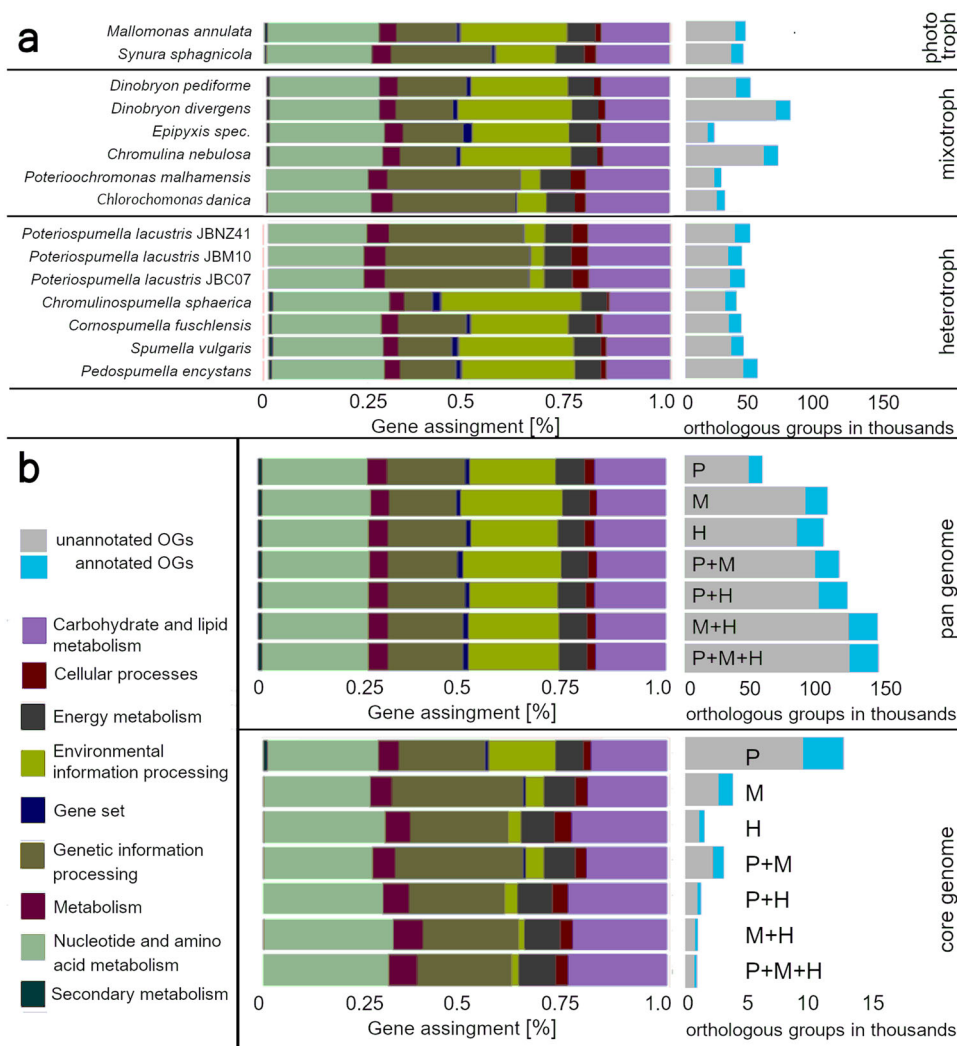 a
Mallomonas annulata
Synura sphagnicola
photo
troph
Dinobryon pediforme
Dinobryon divergens
Epipyxis spec.
Chromulina nebulosa
Poterioochromonas malhamensis
Chlorochomonas danica
mixotroph
Poteriospumella lacustris JBNZ41
Poteriospumella lacustris JBM10
Poteriospumella lacustris JBC07
Chromulinospumella sphaerica
Cornospumella fuschlensis
Spumella vulgaris
Pedospumella encystans
heterotroph
0 0.25 0.5 0.75 1.0
Gene assingment [%]
0 50 100 150
orthologous groups in thousands
b
unannotated OGs
annotated OGs
Carbohydrate and lipid
metabolism
Cellular processes
Energy metabolism
Environmental
information processing
Gene set
Genetic information
processing
Metabolism
Nucleotide and amino
acid metabolism
Secondary metabolism
P
M
H
P+M
P+H
M+H
P+M+H
pan genome
0 0.25 0.5 0.75 1.0
Gene assingment [%]
0 50 100 150
orthologous groups in thousands
P
M
H
P+M
P+H
M+H
P+M+H
core genome
0 0.25 0.5 0.75 1.0
Gene assingment [%]
0 5 10 15
orthologous groups in thousands